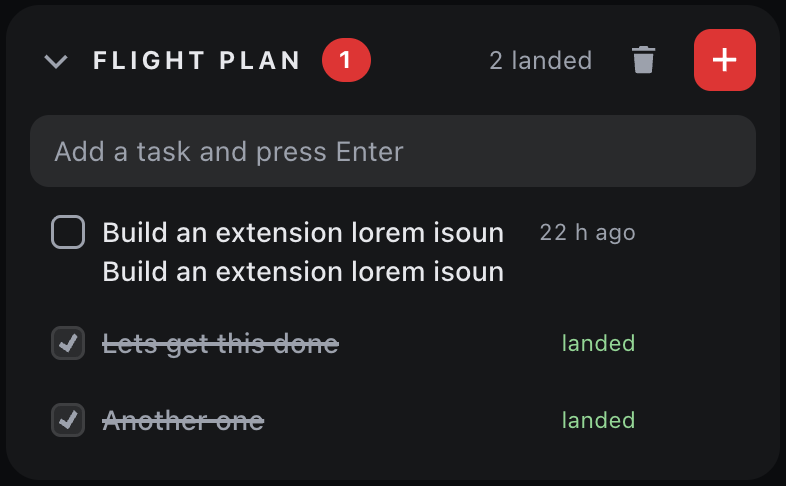 FLIGHT PLAN 1 2 landed +
Add a task and press Enter
Build an extension lorem isoun 22 h ago
Build an extension lorem isoun
Lets get this done landed
Another one landed